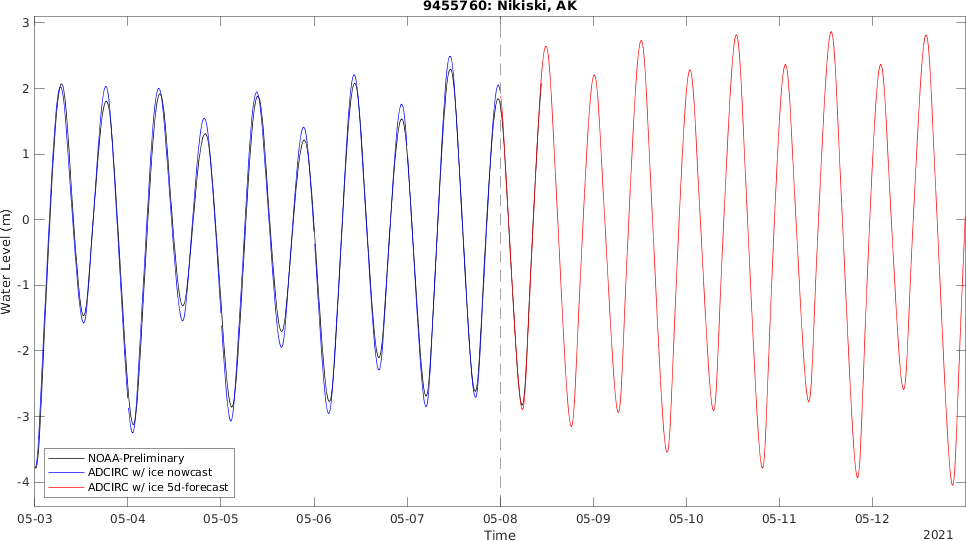 9455760: Nikiski, AK
3
2
1
0
-1
-2
-3
-4
Water Level (m)
NOAA-Preliminary
ADCIRC w/ ice nowcast
ADCIRC w/ ice 5d-forecast
05-03 05-04 05-05 05-06 05-07 05-08 05-09 05-10 05-11 05-12
Time
2021